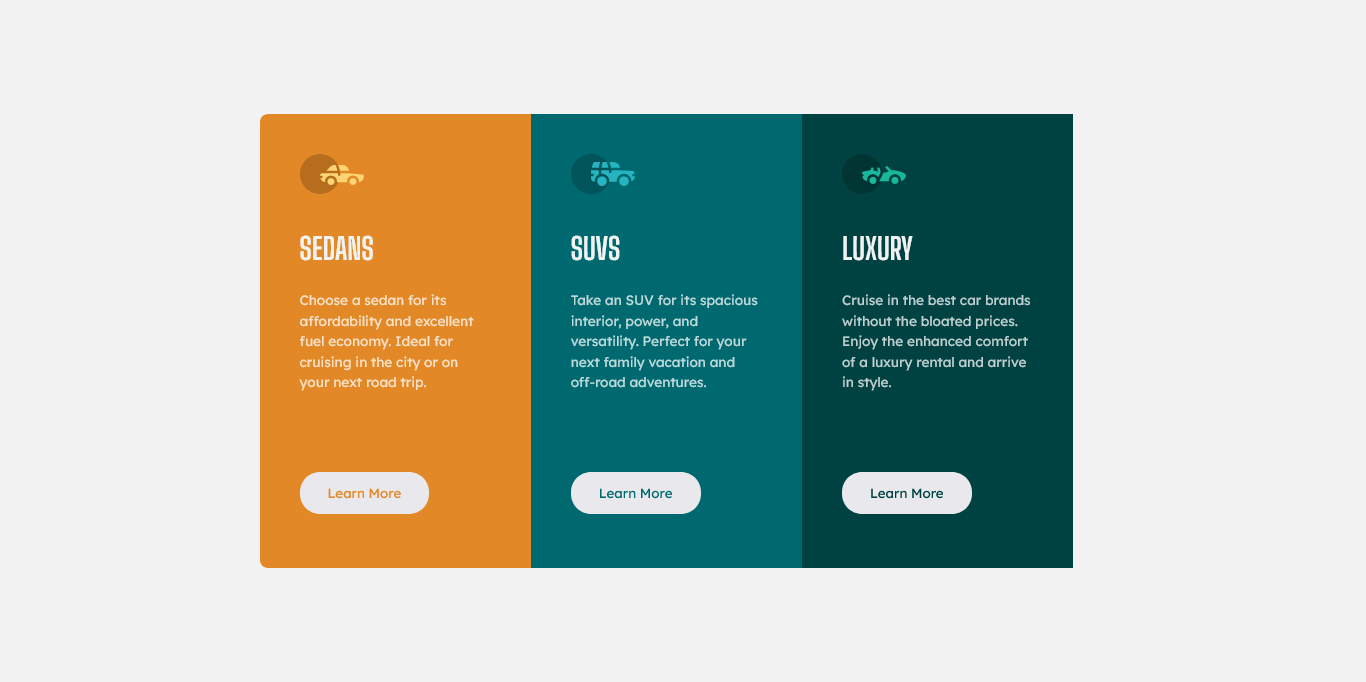 SEDANS
Choose a sedan for its
affordability and excellent
fuel economy. Ideal for
cruising in the city or on
your next road trip.
Learn More
SUVS
Take an SUV for its spacious
interior, power, and
versatility. Perfect for your
next family vacation and
off-road adventures.
Learn More
LUXURY
Cruise in the best car brands
without the bloated prices.
Enjoy the enhanced comfort
of a luxury rental and arrive
in style.
Learn More